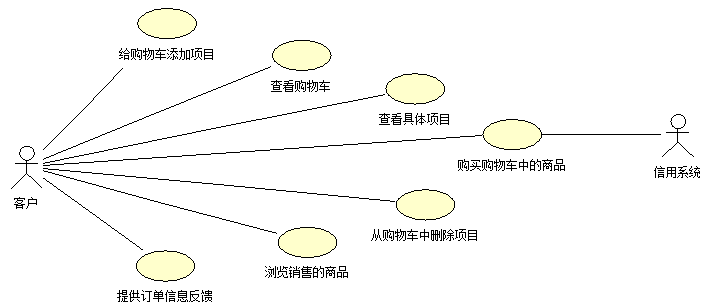 给购物车添加项目
查看购物车
查看具体项目
购买购物车中的商品
信用系统
客户
从购物车中删除项目
浏览销售的商品
提供订单信息反馈